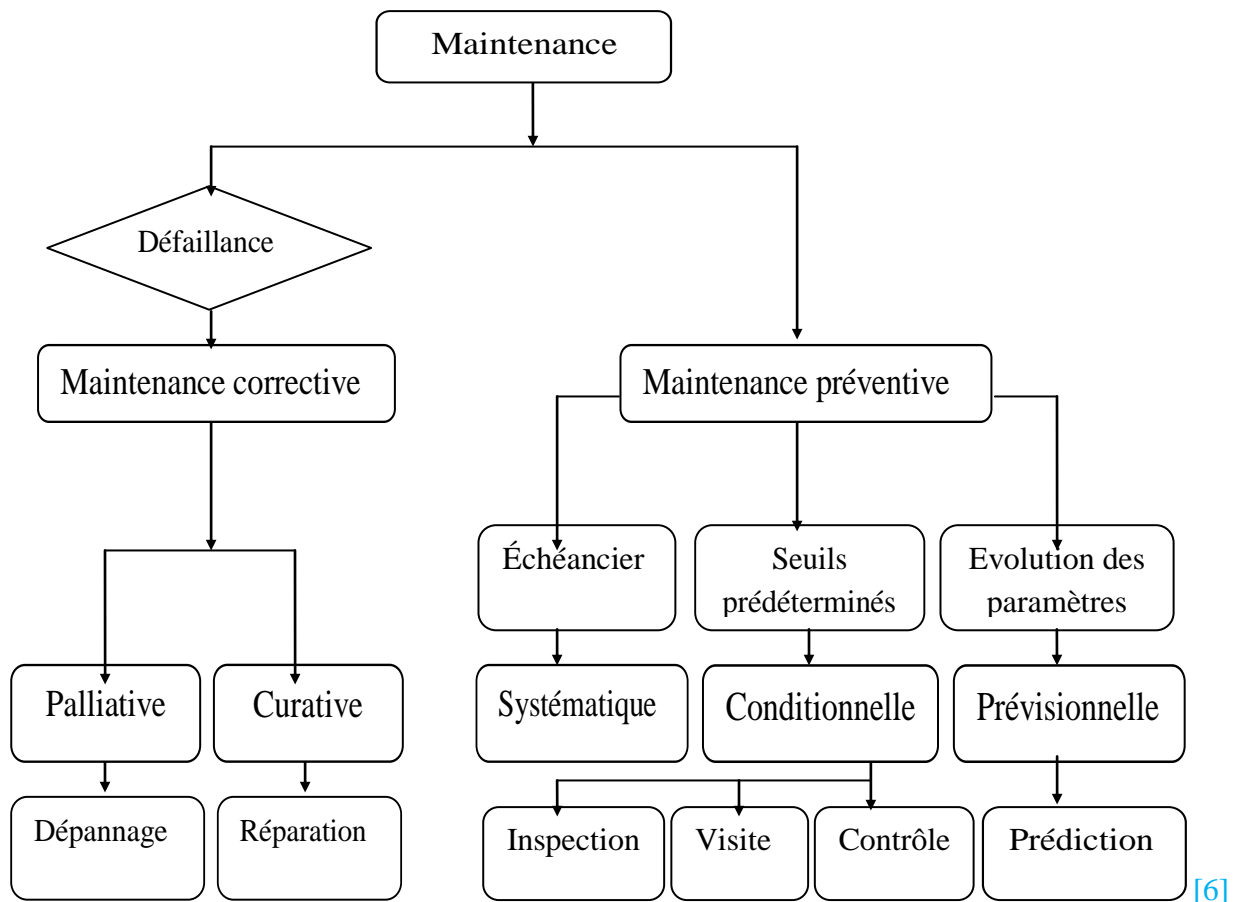 Maintenance
Défaillance
Maintenance corrective
Maintenance préventive
Échéancier
Seuils
prédéterminés
Evolution des
paramètres
Palliative
Curative
Systématique
Conditionnelle
Prévisionnelle
Dépannage
Réparation
Inspection
Visite
Contrôle
Prédiction
[6]